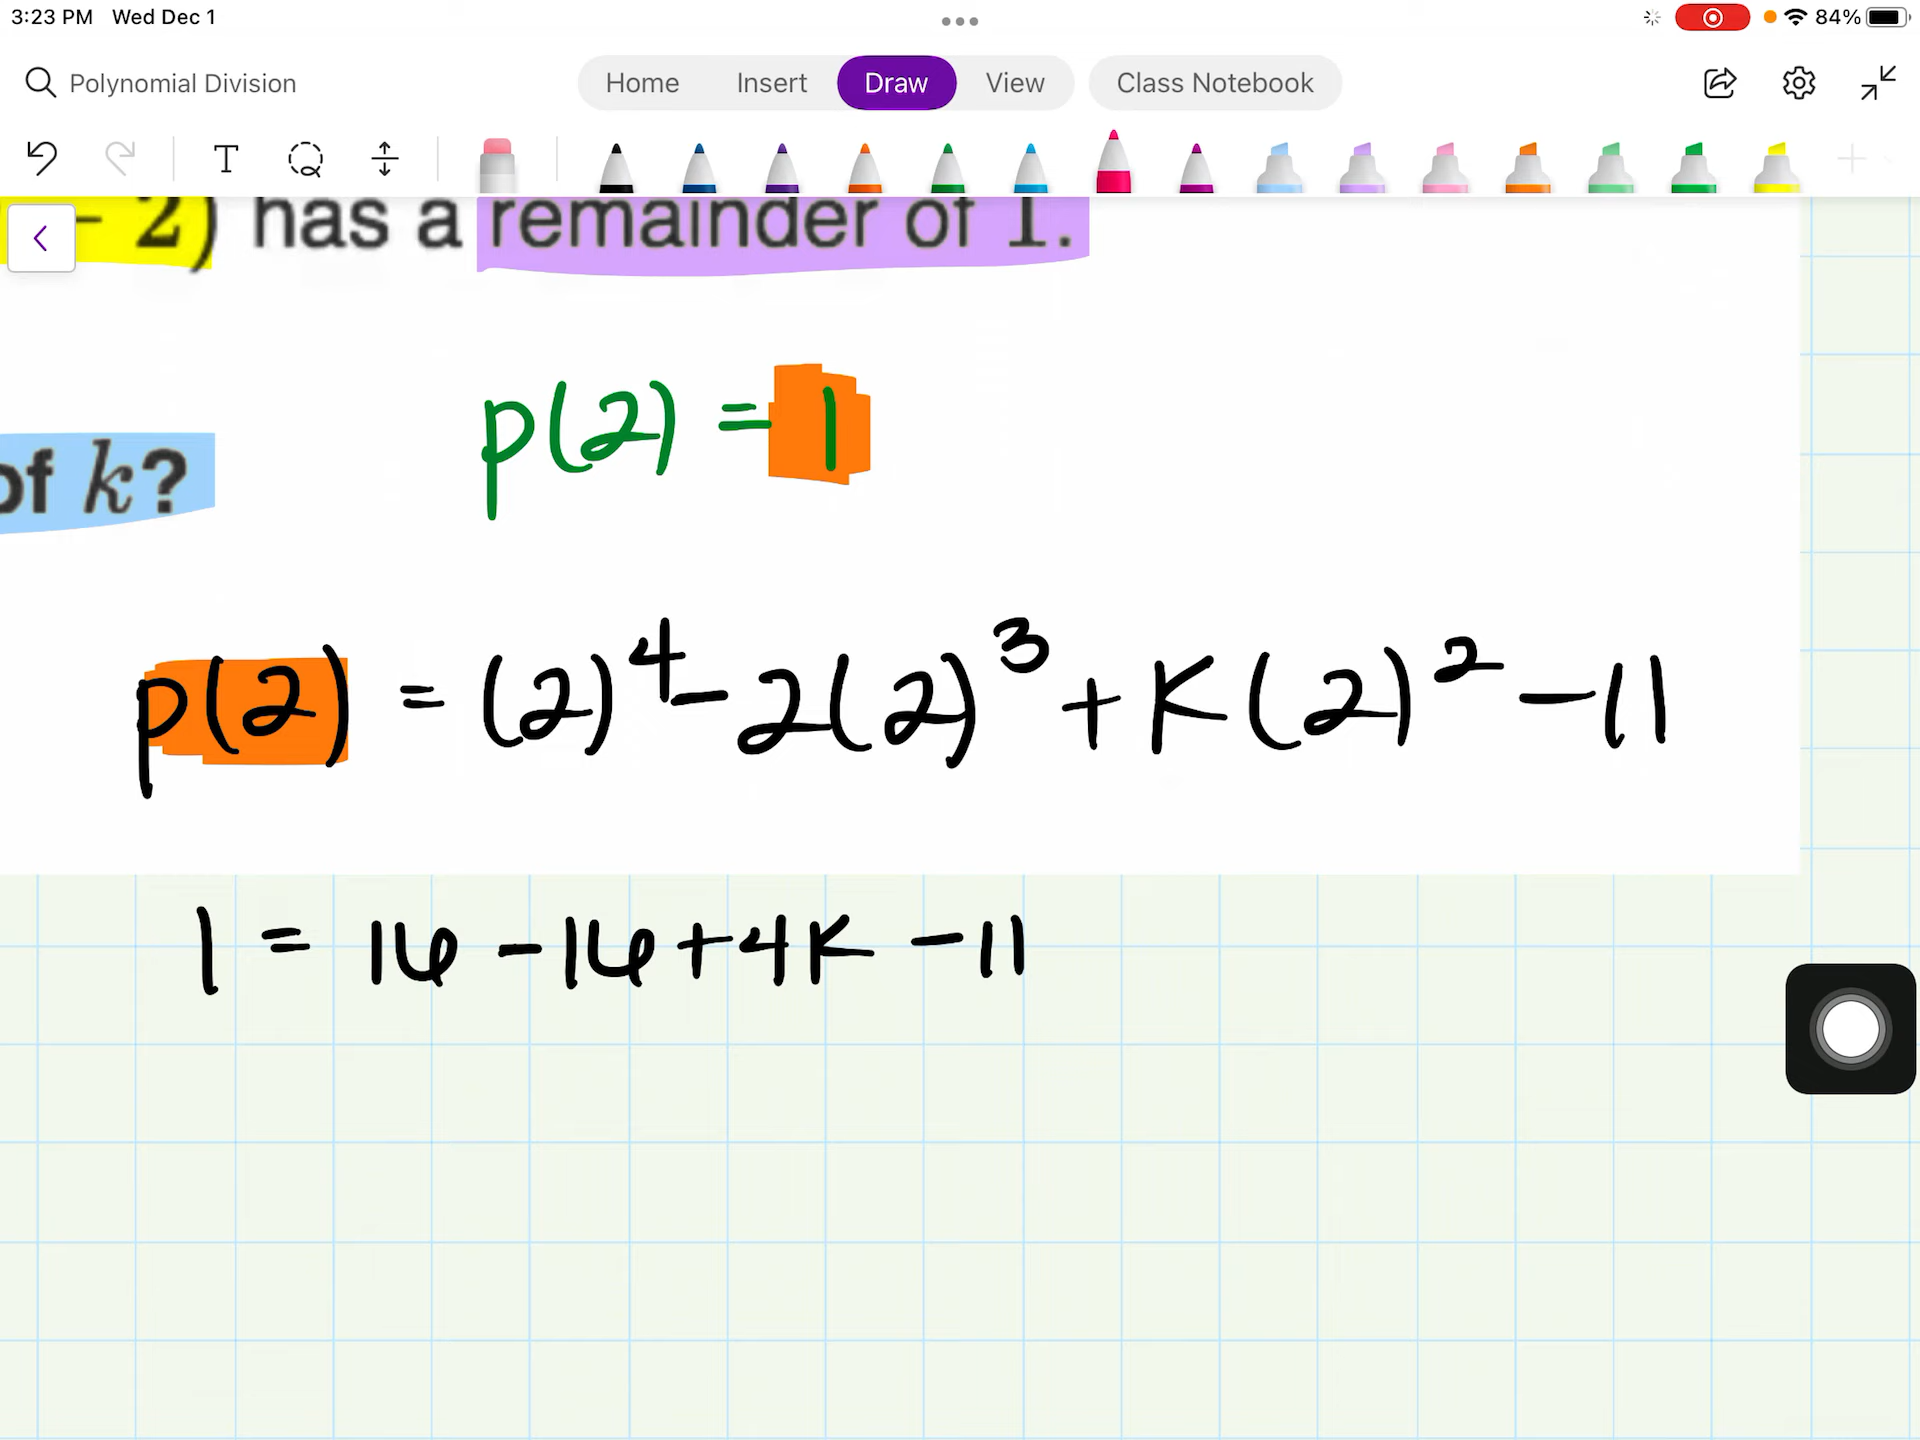 3:23 PM Wed Dec 1
84%
Polynomial Division
Home Insert Draw View Class Notebook
T
- 2) has a remainder of 1.
p(2) = 1
of k?
p(2) = (2)⁴ - 2(2)³ + K(2)² - 11
1 = 16 - 16 + 4K - 11